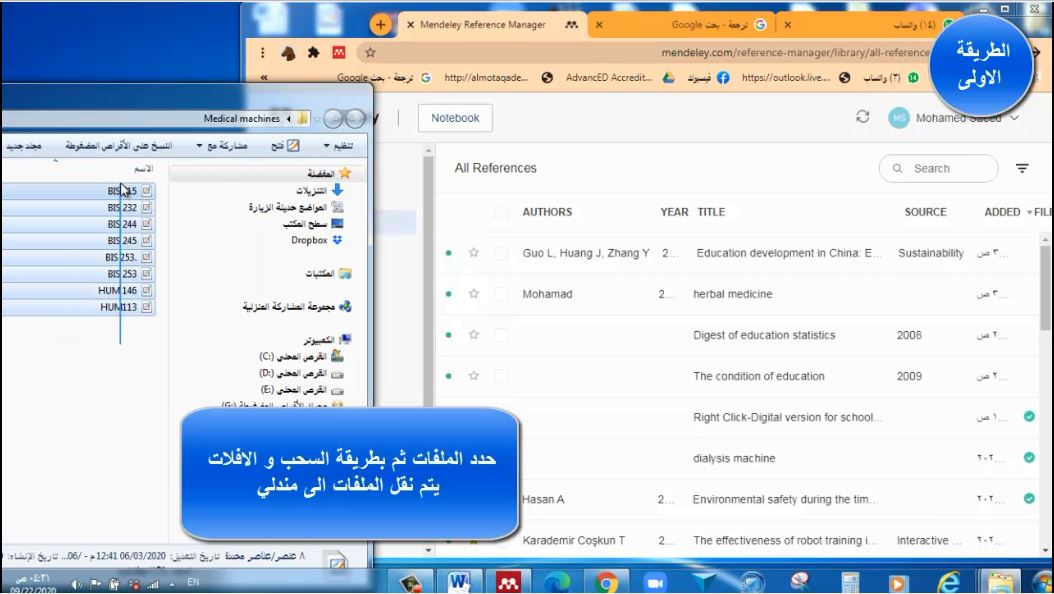 Mendeley Reference Manager
ترجمة - بحث Google
(١٤) واتساب
mendeley.com/reference-manager/library/all-reference
الطريقة
الاولى
ترجمة - بحث Google
http://almotaqade...
AdvancED Accredit...
فيسبوك
https://outlook.live....
(٢) واتساب
Medical machines
Notebook
Mohamed Saeed
تنظيم
فتح
مشاركة مع
النسخ على الأقراص المضغوطة
مجلد جديد
All References
Search
المفضلة
التنزيلات
المواضع حديثة الزيارة
سطح المكتب
Dropbox
المكتبات
مجموعة المشاركة المنزلية
الكمبيوتر
القرص المحلي (C:)
القرص المحلي (D:)
القرص المحلي (E:)
الاسم
BIS 232
BIS 244
BIS 245
BIS 253.
BIS 253
HUM 146
HUM113
AUTHORS YEAR TITLE SOURCE ADDED FILE
Guo L, Huang J, Zhang Y 2... Education development in China: E... Sustainability ٣ ص...
Mohamad 2... herbal medicine ٣ ص...
Digest of education statistics 2008 ٢ ص...
The condition of education 2009 ٢ ص...
Right Click-Digital version for school... ١ ص...
dialysis machine ٢٠٢...
Hasan A 2... Environmental safety during the tim... ٢٠٢...
Karademir Coşkun T 2... The effectiveness of robot training i... Interactive ... ٢٠٢...
حدد الملفات ثم بطريقة السحب و الافلات
يتم نقل الملفات الى مندلي
٨ عنصر/عناصر محددة تاريخ التعديل: 06/03/2020 12:41 م - 06/... تاريخ الإنشاء:
EN
٠٤:٣١ ص
09/22/2020